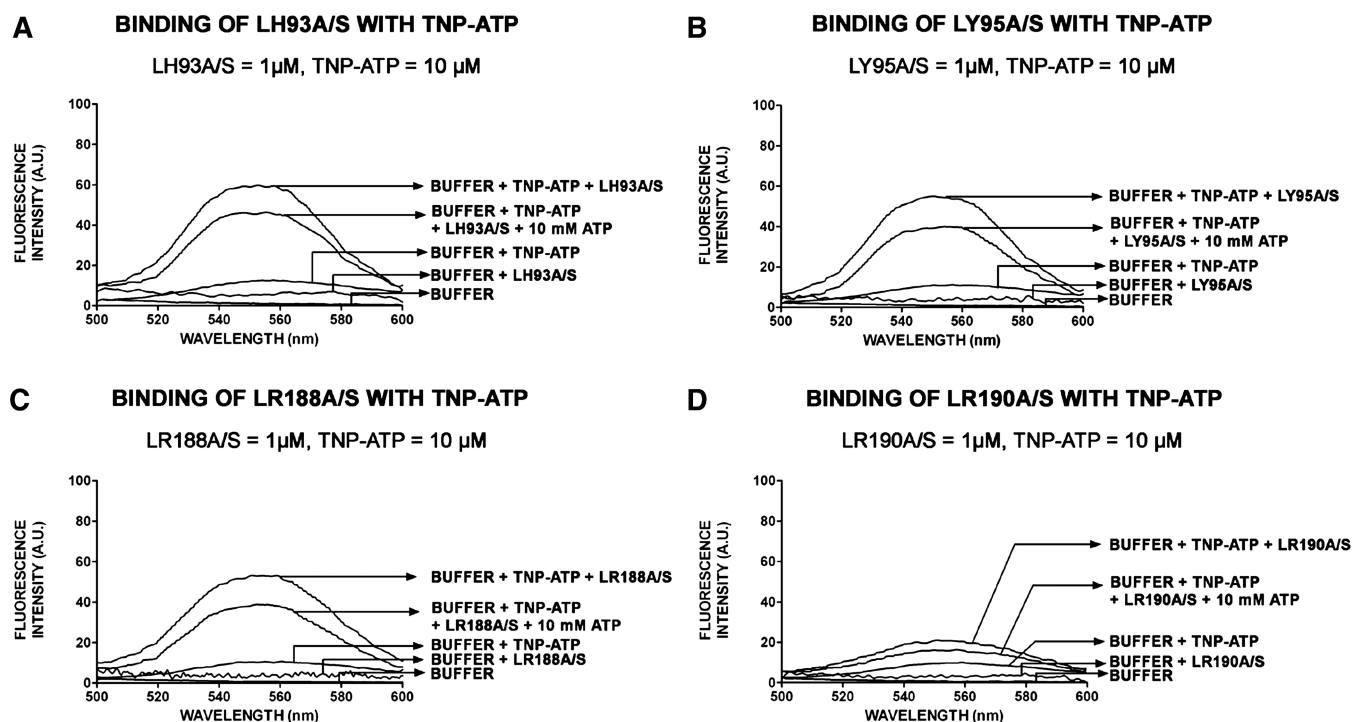 A
BINDING OF LH93A/S WITH TNP-ATP
LH93A/S = 1µM, TNP-ATP = 10 µM
FLUORESCENCE
INTENSITY (A.U.)
100
80
60
40
20
0
500
520
540
560
580
600
WAVELENGTH (nm)
BUFFER + TNP-ATP + LH93A/S
BUFFER + TNP-ATP
+ LH93A/S + 10 mM ATP
BUFFER + TNP-ATP
BUFFER + LH93A/S
BUFFER
B
BINDING OF LY95A/S WITH TNP-ATP
LY95A/S = 1µM, TNP-ATP = 10 µM
FLUORESCENCE
INTENSITY (A.U.)
100
80
60
40
20
0
500
520
540
560
580
600
WAVELENGTH (nm)
BUFFER + TNP-ATP + LY95A/S
BUFFER + TNP-ATP
+ LY95A/S + 10 mM ATP
BUFFER + TNP-ATP
BUFFER + LY95A/S
BUFFER
C
BINDING OF LR188A/S WITH TNP-ATP
LR188A/S = 1µM, TNP-ATP = 10 µM
FLUORESCENCE
INTENSITY (A.U.)
100
80
60
40
20
0
500
520
540
560
580
600
WAVELENGTH (nm)
BUFFER + TNP-ATP + LR188A/S
BUFFER + TNP-ATP
+ LR188A/S + 10 mM ATP
BUFFER + TNP-ATP
BUFFER + LR188A/S
BUFFER
D
BINDING OF LR190A/S WITH TNP-ATP
LR190A/S = 1µM, TNP-ATP = 10 µM
FLUORESCENCE
INTENSITY (A.U.)
100
80
60
40
20
0
500
520
540
560
580
600
WAVELENGTH (nm)
BUFFER + TNP-ATP + LR190A/S
BUFFER + TNP-ATP
+ LR190A/S + 10 mM ATP
BUFFER + TNP-ATP
BUFFER + LR190A/S
BUFFER